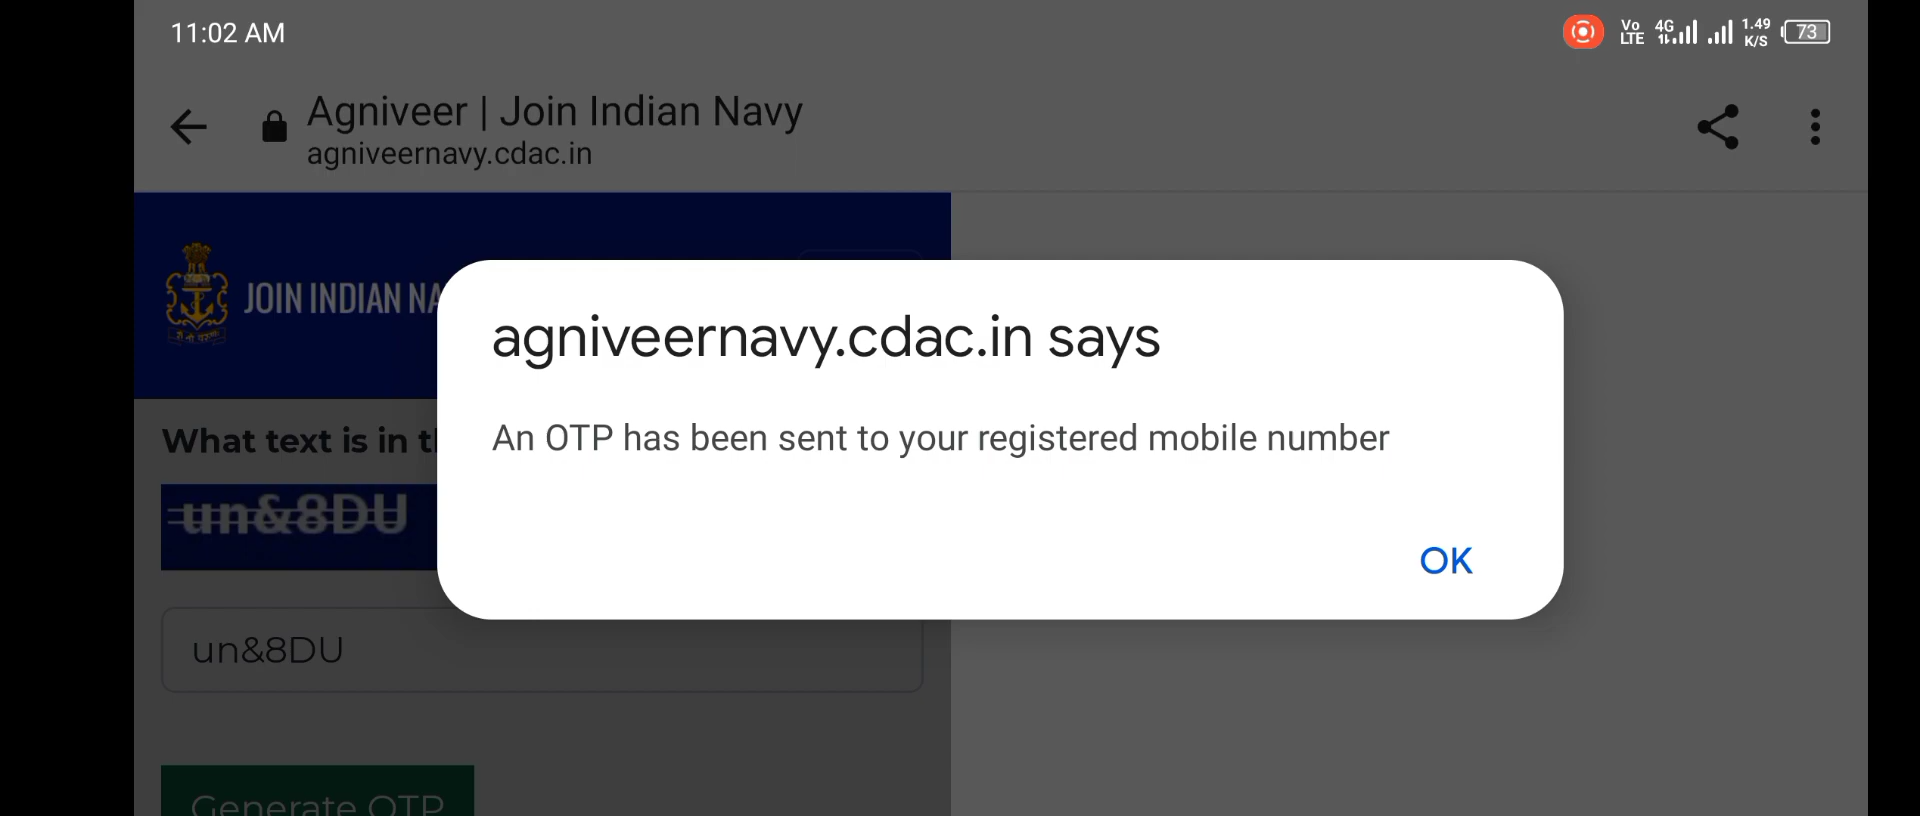 11:02 AM
Vo LTE 4G 1.49 K/S 73
Agniveer | Join Indian Navy
agniveernavy.cdac.in
JOIN INDIAN NA
agniveernavy.cdac.in says
An OTP has been sent to your registered mobile number
OK
What text is in t
un&8DU
un&8DU
Generate OTP